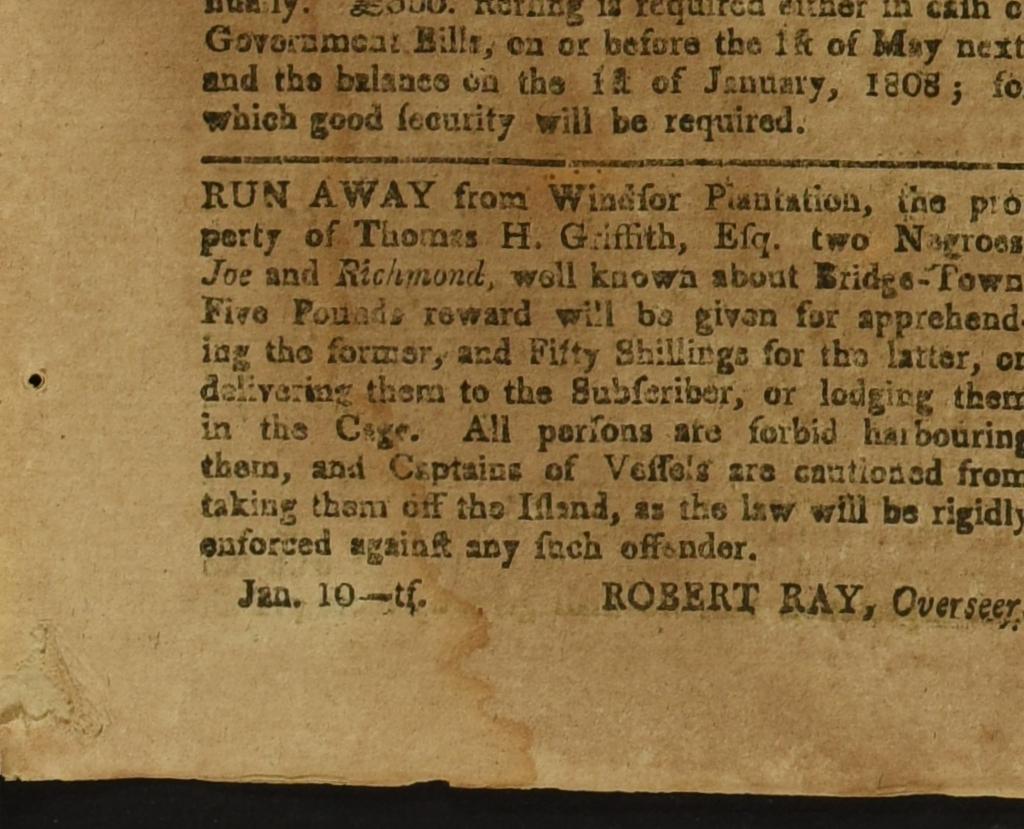 nually. £500. Sterling is required either in cash o
Government Bills, on or before the 1ſt of May next
and the balance on the 1ſt of January, 1808; fo
which good ſecurity will be required.
RUN AWAY from Windſor Plantation, the pro
perty of Thomas H. Griffith, Eſq. two Negroes
Joe and Richmond, well known about Bridge-Town
Five Pounds reward will be given for apprehend-
ing the former, and Fifty Shillings for the latter, on
delivering them to the Subſcriber, or lodging them
in the Cage. All perſons are forbid harbouring
them, and Captains of Veſſels are cautioned from
taking them off the Iſland, as the law will be rigidly
enforced againſt any ſuch offender.
Jan. 10—tf. ROBERT RAY, Overseer.